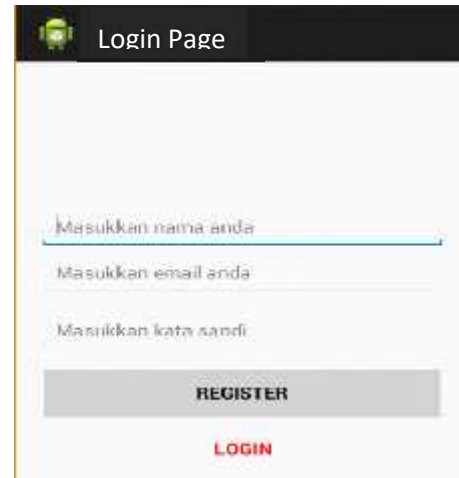 Login Page
Masukkan nama anda
Masukkan email anda
Masukkan kata sandi
REGISTER
LOGIN